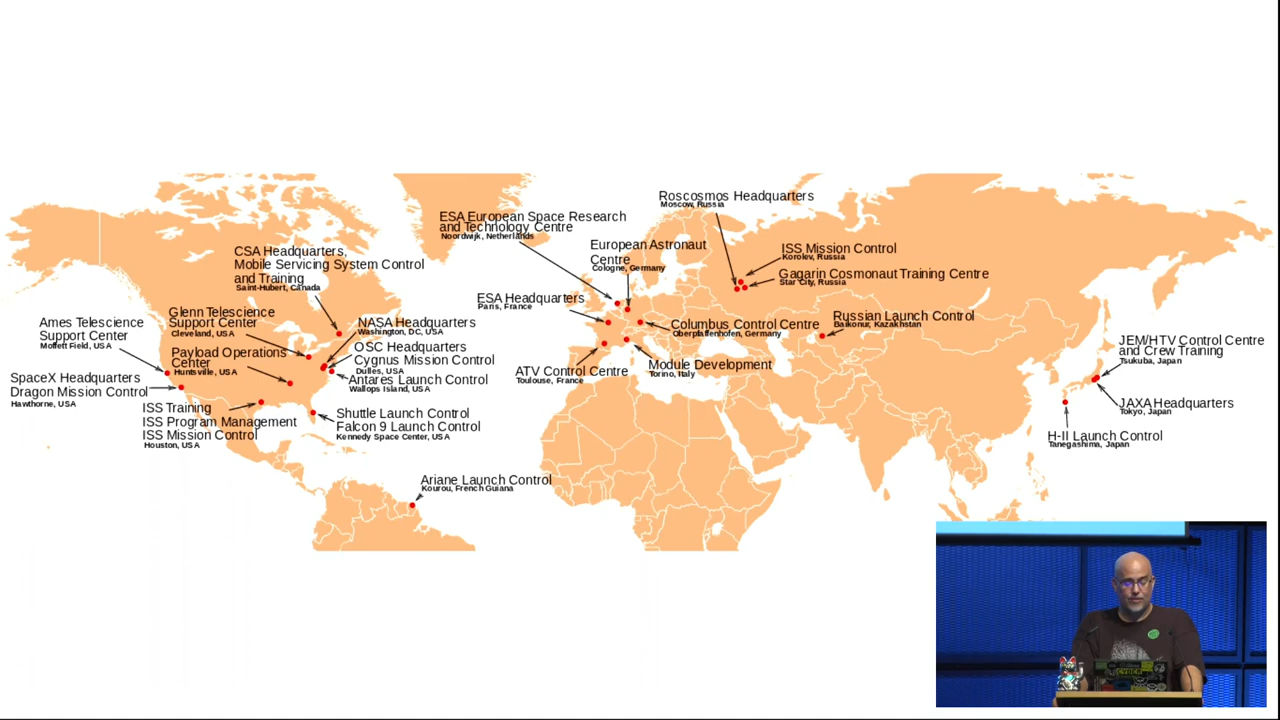 Roscosmos Headquarters
Moscow, Russia
ESA European Space Research
and Technology Centre
Noordwijk, Netherlands
European Astronaut
Centre
Cologne, Germany
ISS Mission Control
Korolev, Russia
Gagarin Cosmonaut Training Centre
Star City, Russia
CSA Headquarters,
Mobile Servicing System Control
and Training
Saint-Hubert, Canada
ESA Headquarters
Paris, France
Glenn Telescience
Support Center
Cleveland, USA
NASA Headquarters
Washington, DC, USA
Columbus Control Centre
Oberpfaffenhofen, Germany
Russian Launch Control
Baikonur, Kazakhstan
Ames Telescience
Support Center
Moffett Field, USA
OSC Headquarters
Cygnus Mission Control
Dulles, USA
Payload Operations
Center
Huntsville, USA
Antares Launch Control
Wallops Island, USA
ATV Control Centre
Toulouse, France
Module Development
Torino, Italy
JEM/HTV Control Centre
and Crew Training
Tsukuba, Japan
SpaceX Headquarters
Dragon Mission Control
Hawthorne, USA
ISS Training
ISS Program Management
ISS Mission Control
Houston, USA
Shuttle Launch Control
Falcon 9 Launch Control
Kennedy Space Center, USA
JAXA Headquarters
Tokyo, Japan
H-II Launch Control
Tanegashima, Japan
Ariane Launch Control
Kourou, French Guiana
CYBER